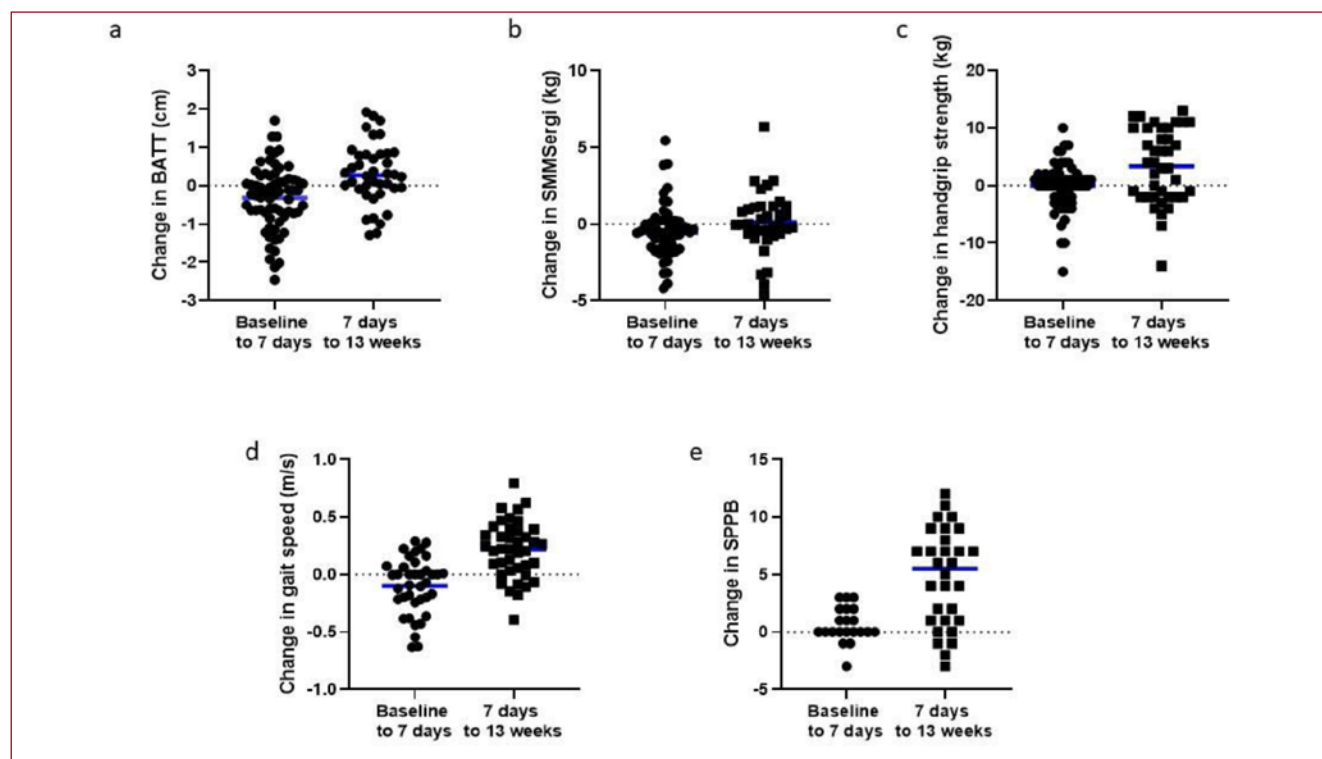 a
Change in BATT (cm)
3
2
1
0
-1
-2
-3
Baseline
to 7 days
7 days
to 13 weeks
b
Change in SMMSergi (kg)
10
5
0
-5
Baseline
to 7 days
7 days
to 13 weeks
c
Change in handgrip strength (kg)
20
10
0
-10
-20
Baseline
to 7 days
7 days
to 13 weeks
d
Change in gait speed (m/s)
1.0
0.5
0.0
-0.5
-1.0
Baseline
to 7 days
7 days
to 13 weeks
e
Change in SPPB
15
10
5
0
-5
Baseline
to 7 days
7 days
to 13 weeks